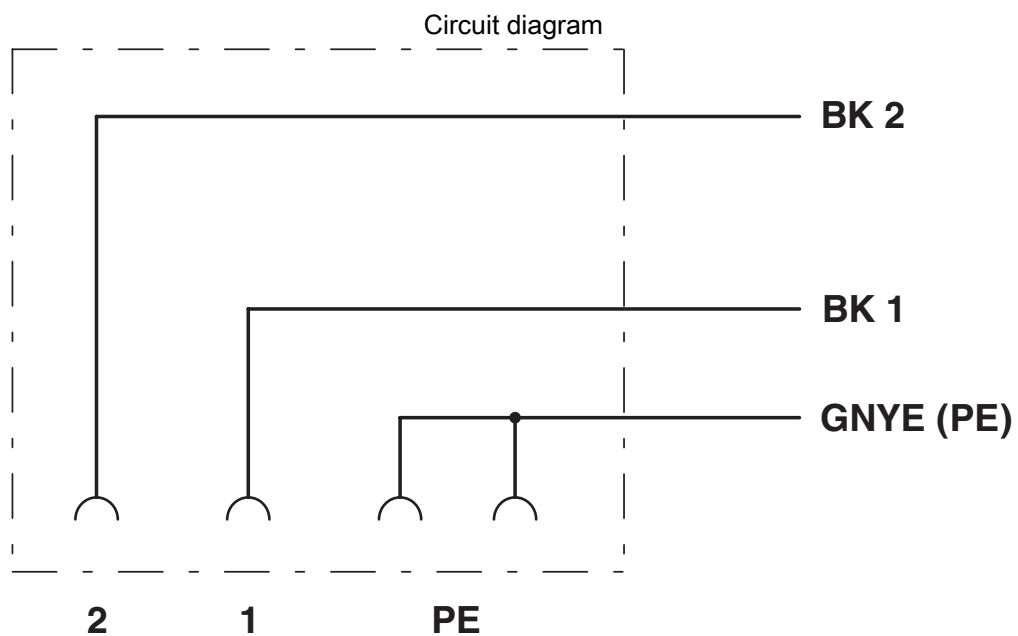 Circuit diagram
BK 2
BK 1
GNYE (PE)
2 1 PE